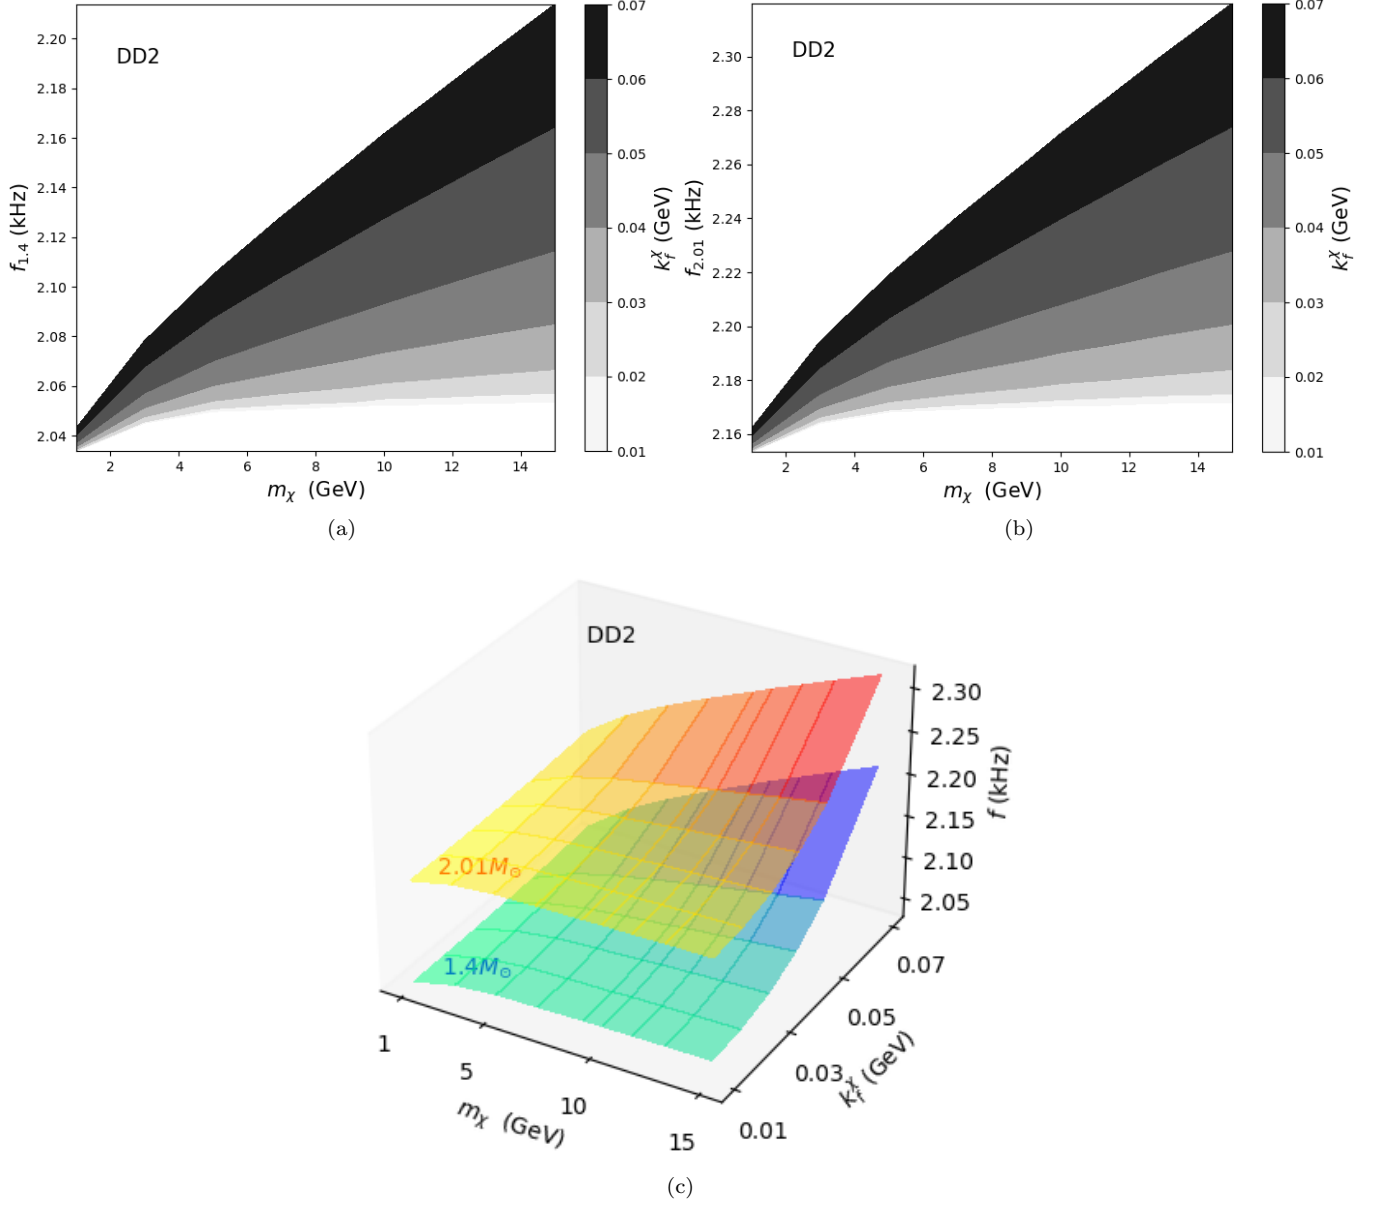 DD2
2.20
2.18
2.16
2.14
2.12
2.10
2.08
2.06
2.04
f1.4 (kHz)
2 4 6 8 10 12 14
mχ (GeV)
0.07
0.06
0.05
0.04
0.03
0.02
0.01
kfχ (GeV)
(a)
DD2
2.30
2.28
2.26
2.24
2.22
2.20
2.18
2.16
f2.01 (kHz)
2 4 6 8 10 12 14
mχ (GeV)
0.07
0.06
0.05
0.04
0.03
0.02
0.01
kfχ (GeV)
(b)
DD2
2.30
2.25
2.20
2.15
2.10
2.05
f (kHz)
2.01M⊙
1.4M⊙
0.07
0.05
0.03
0.01
kfχ (GeV)
1
5
10
15
mχ (GeV)
(c)